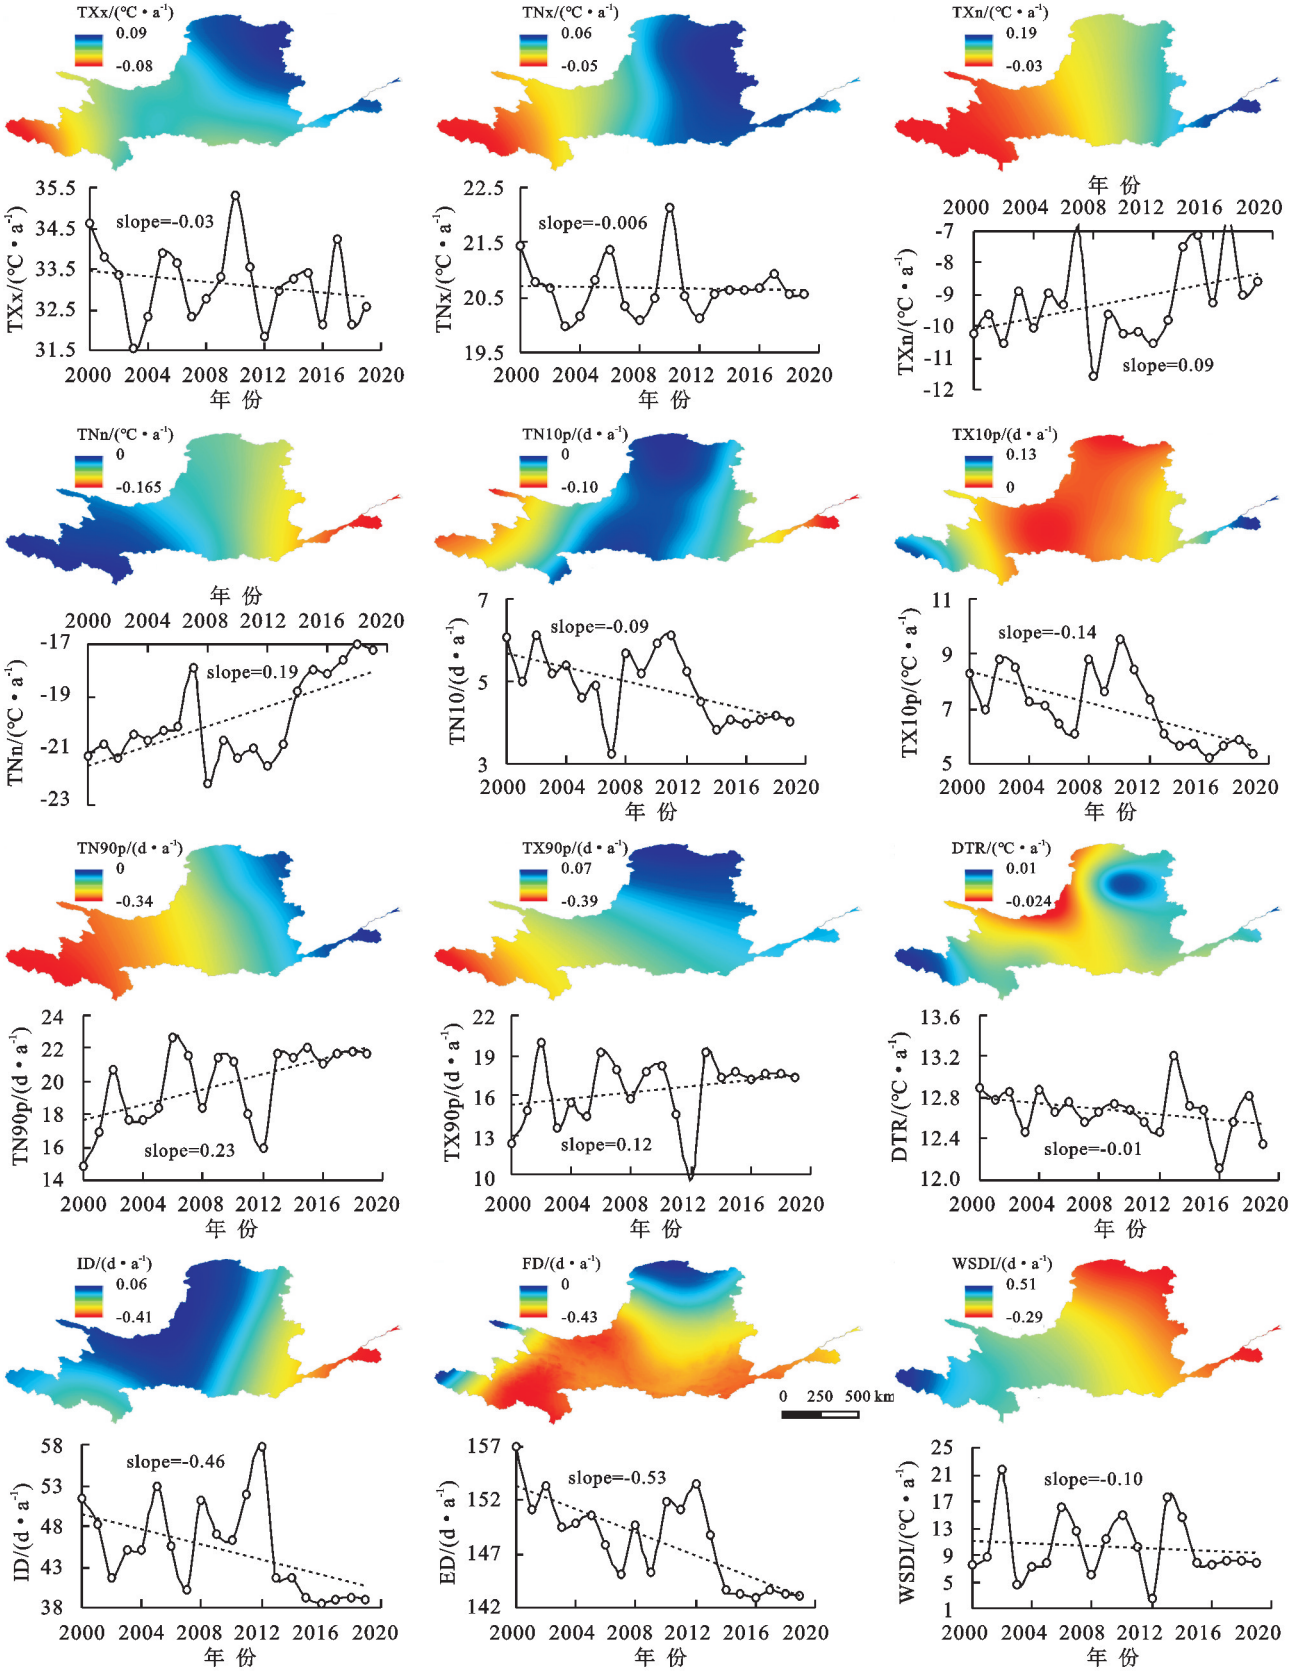 TXx/(℃·a⁻¹)
0.09
-0.08
TNx/(℃·a⁻¹)
0.06
-0.05
TXn/(℃·a⁻¹)
0.19
-0.03
TXx/(℃·a⁻¹)
35.5
34.5
33.5
32.5
31.5
slope=-0.03
2000 2004 2008 2012 2016 2020
年 份
TNx/(℃·a⁻¹)
22.5
21.5
20.5
19.5
slope=-0.006
2000 2004 2008 2012 2016 2020
年 份
年 份
2000 2004 2008 2012 2016 2020
TXn/(℃·a⁻¹)
-7
-8
-9
-10
-11
-12
slope=0.09
TNn/(℃·a⁻¹)
0
-0.165
TN10p/(d·a⁻¹)
0
-0.10
TX10p/(d·a⁻¹)
0.13
0
年 份
2000 2004 2008 2012 2016 2020
TNn/(℃·a⁻¹)
-17
-19
-21
-23
slope=0.19
TN10/(d·a⁻¹)
7
5
3
slope=-0.09
2000 2004 2008 2012 2016 2020
年 份
TX10p/(℃·a⁻¹)
11
9
7
5
slope=-0.14
2000 2004 2008 2012 2016 2020
年 份
TN90p/(d·a⁻¹)
0
-0.34
TX90p/(d·a⁻¹)
0.07
-0.39
DTR/(℃·a⁻¹)
0.01
-0.024
TN90p/(d·a⁻¹)
24
22
20
18
16
14
slope=0.23
2000 2004 2008 2012 2016 2020
年 份
TX90p/(d·a⁻¹)
22
19
16
13
10
slope=0.12
2000 2004 2008 2012 2016 2020
年 份
DTR/(℃·a⁻¹)
13.6
13.2
12.8
12.4
12.0
slope=-0.01
2000 2004 2008 2012 2016 2020
年 份
ID/(d·a⁻¹)
0.06
-0.41
FD/(d·a⁻¹)
0
-0.43
0 250 500 km
WSDI/(d·a⁻¹)
0.51
-0.29
ID/(d·a⁻¹)
58
53
48
43
38
slope=-0.46
2000 2004 2008 2012 2016 2020
年 份
ED/(d·a⁻¹)
157
152
147
142
slope=-0.53
2000 2004 2008 2012 2016 2020
年 份
WSDI/(℃·a⁻¹)
25
21
17
13
9
5
1
slope=-0.10
2000 2004 2008 2012 2016 2020
年 份